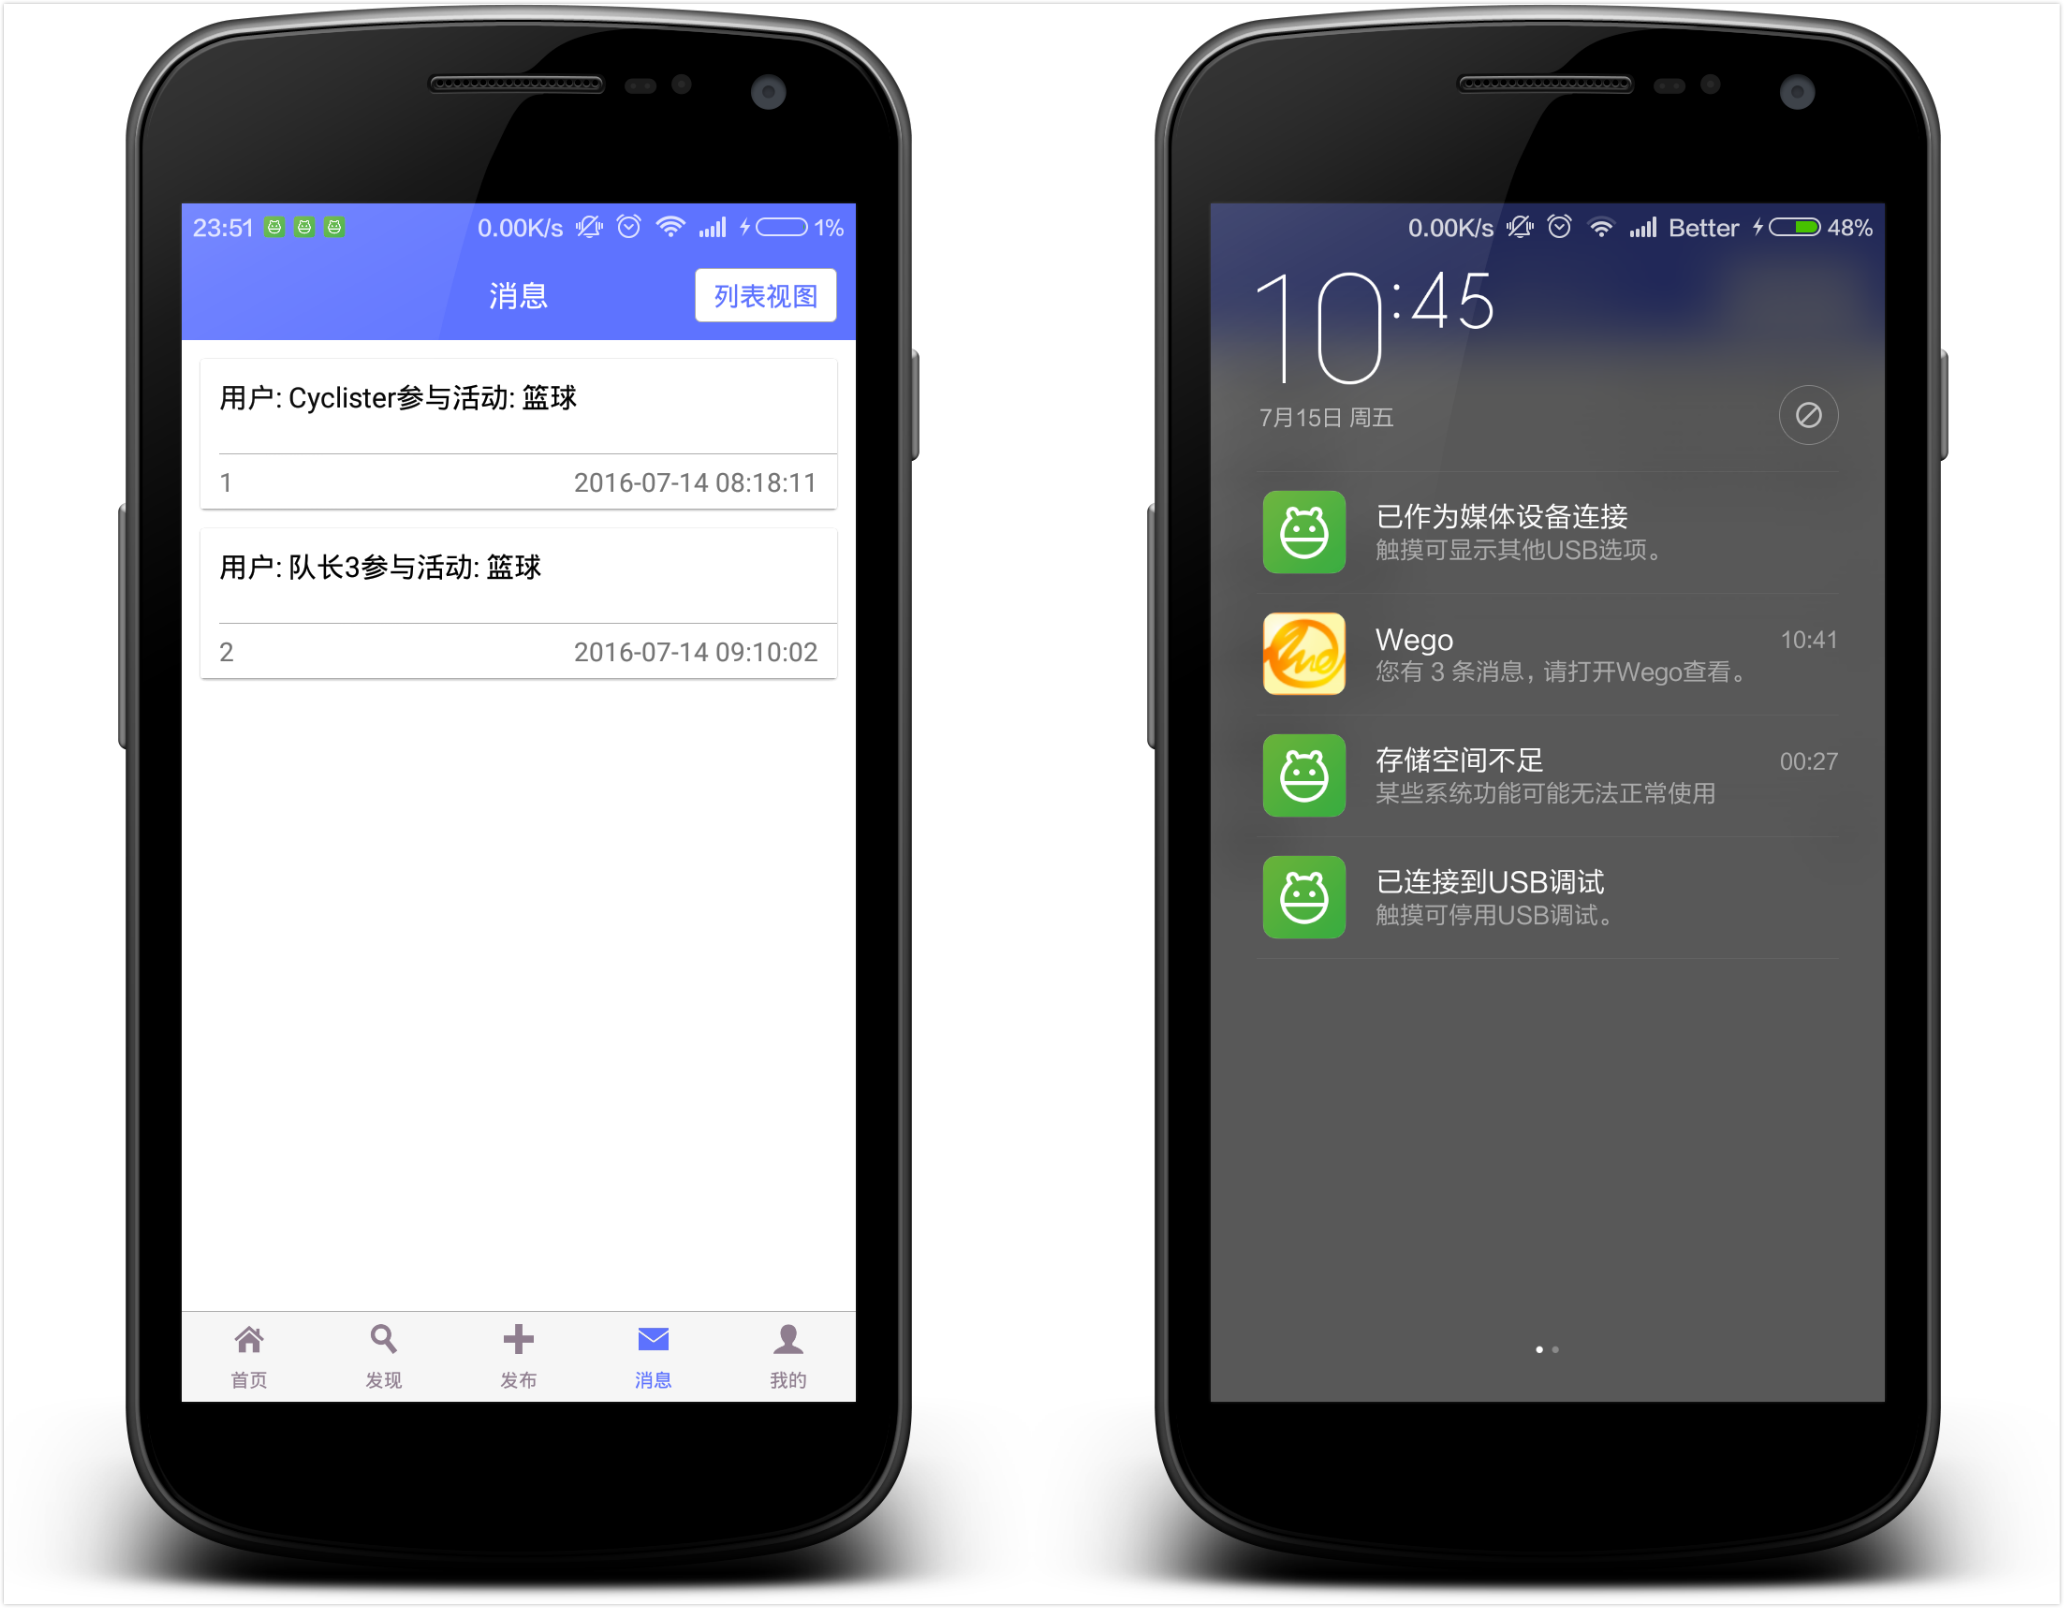 23:51 0.00K/s 1%
消息 列表视图
用户: Cyclister参与活动: 篮球
1 2016-07-14 08:18:11
用户: 队长3参与活动: 篮球
2 2016-07-14 09:10:02
首页 发现 发布 消息 我的
0.00K/s Better 48%
10:45
7月15日 周五
已作为媒体设备连接
触摸可显示其他USB选项。
Wego 10:41
您有 3 条消息，请打开Wego查看。
存储空间不足 00:27
某些系统功能可能无法正常使用
已连接到USB调试
触摸可停用USB调试。